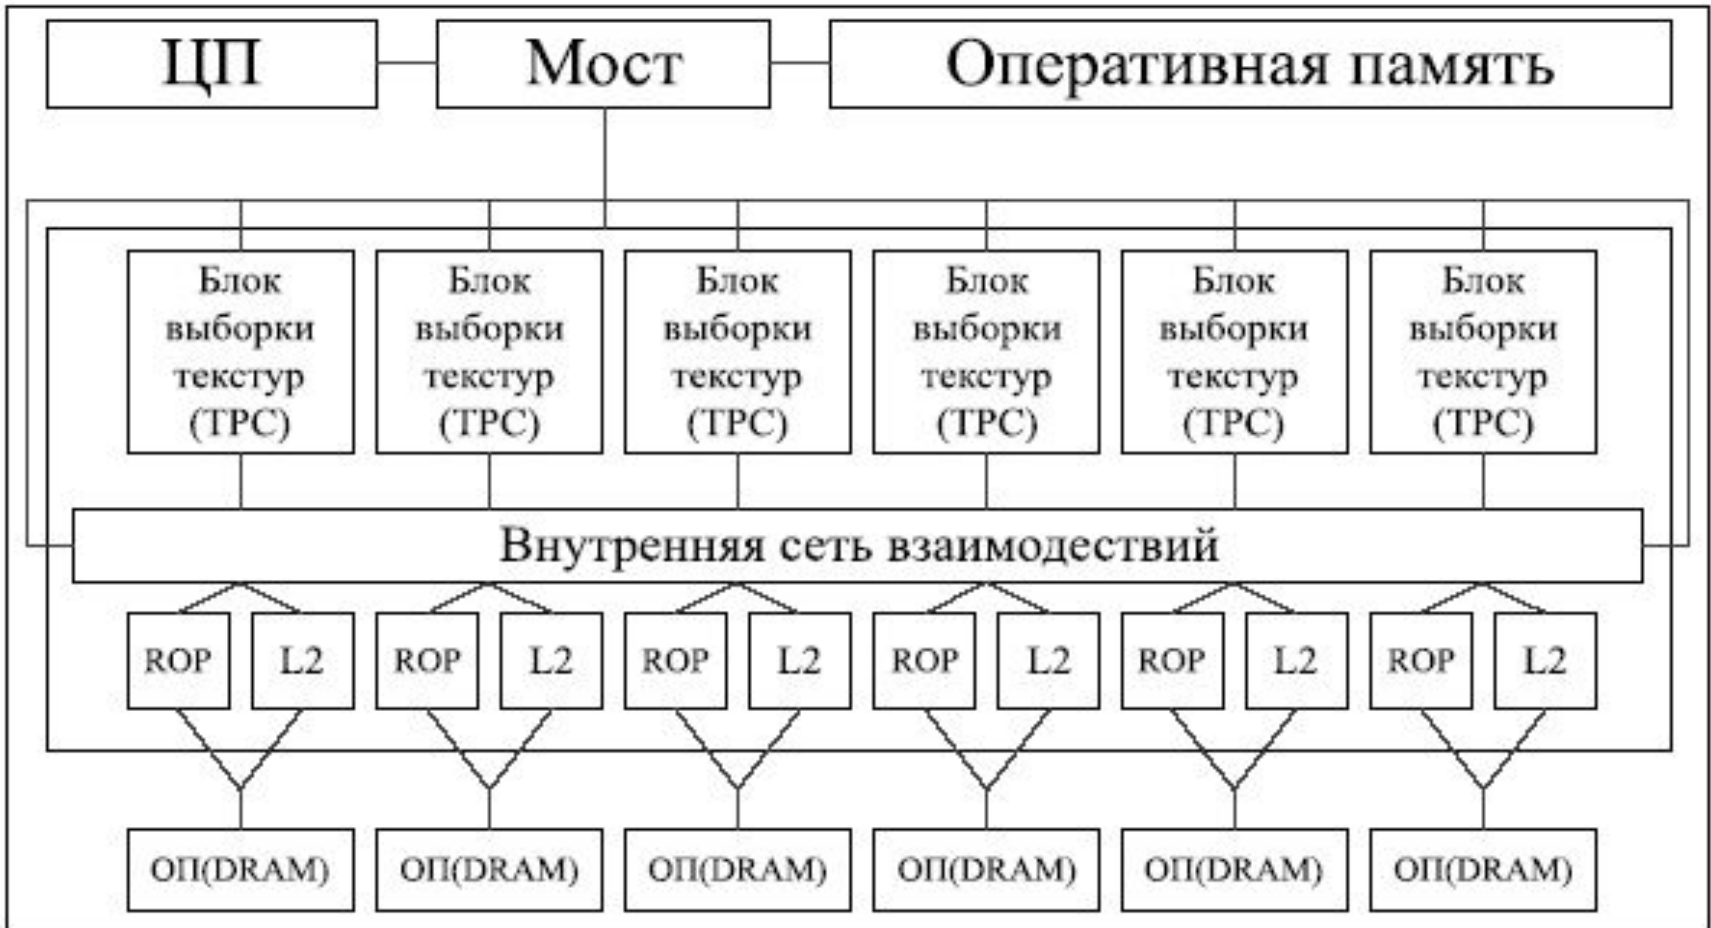 ЦП
Мост
Оперативная память
Блок
выборки
текстур
(TPC)
Блок
выборки
текстур
(TPC)
Блок
выборки
текстур
(TPC)
Блок
выборки
текстур
(TPC)
Блок
выборки
текстур
(TPC)
Блок
выборки
текстур
(TPC)
Внутренняя сеть взаимодествий
ROP
L2
ROP
L2
ROP
L2
ROP
L2
ROP
L2
ROP
L2
ОП(DRAM)
ОП(DRAM)
ОП(DRAM)
ОП(DRAM)
ОП(DRAM)
ОП(DRAM)